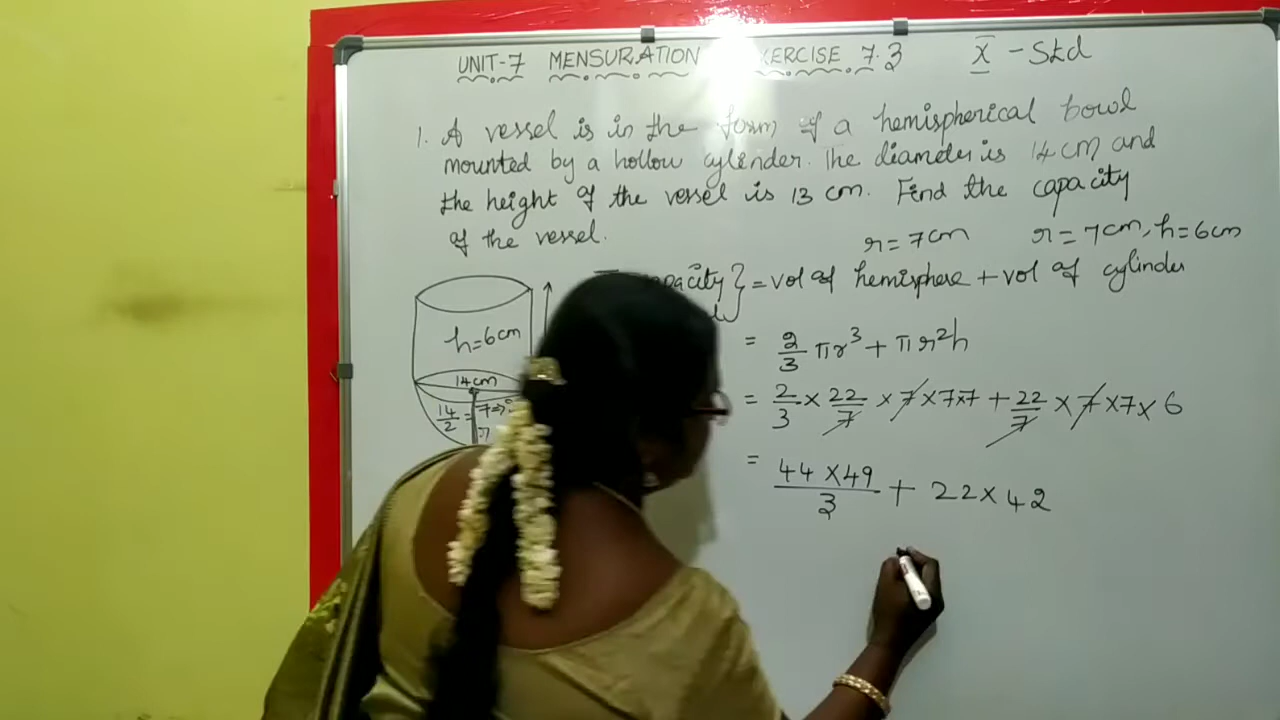 UNIT-7 MENSURATION EXERCISE 7.3 X - Std
1. A vessel is in the form of a hemispherical bowl
mounted by a hollow cylinder. The diameter is 14 cm and
the height of the vessel is 13 cm. Find the capacity
of the vessel.
r = 7cm r = 7cm, h = 6cm
} = vol of hemisphere + vol of cylinder
h=6cm
= 2/3 πr³ + πr²h
14cm
14/2 = 7
= 2/3 × 22/7 × 7 × 7×7 + 22/7 × 7 × 7 × 6
= 44 × 49 / 3 + 22 × 42